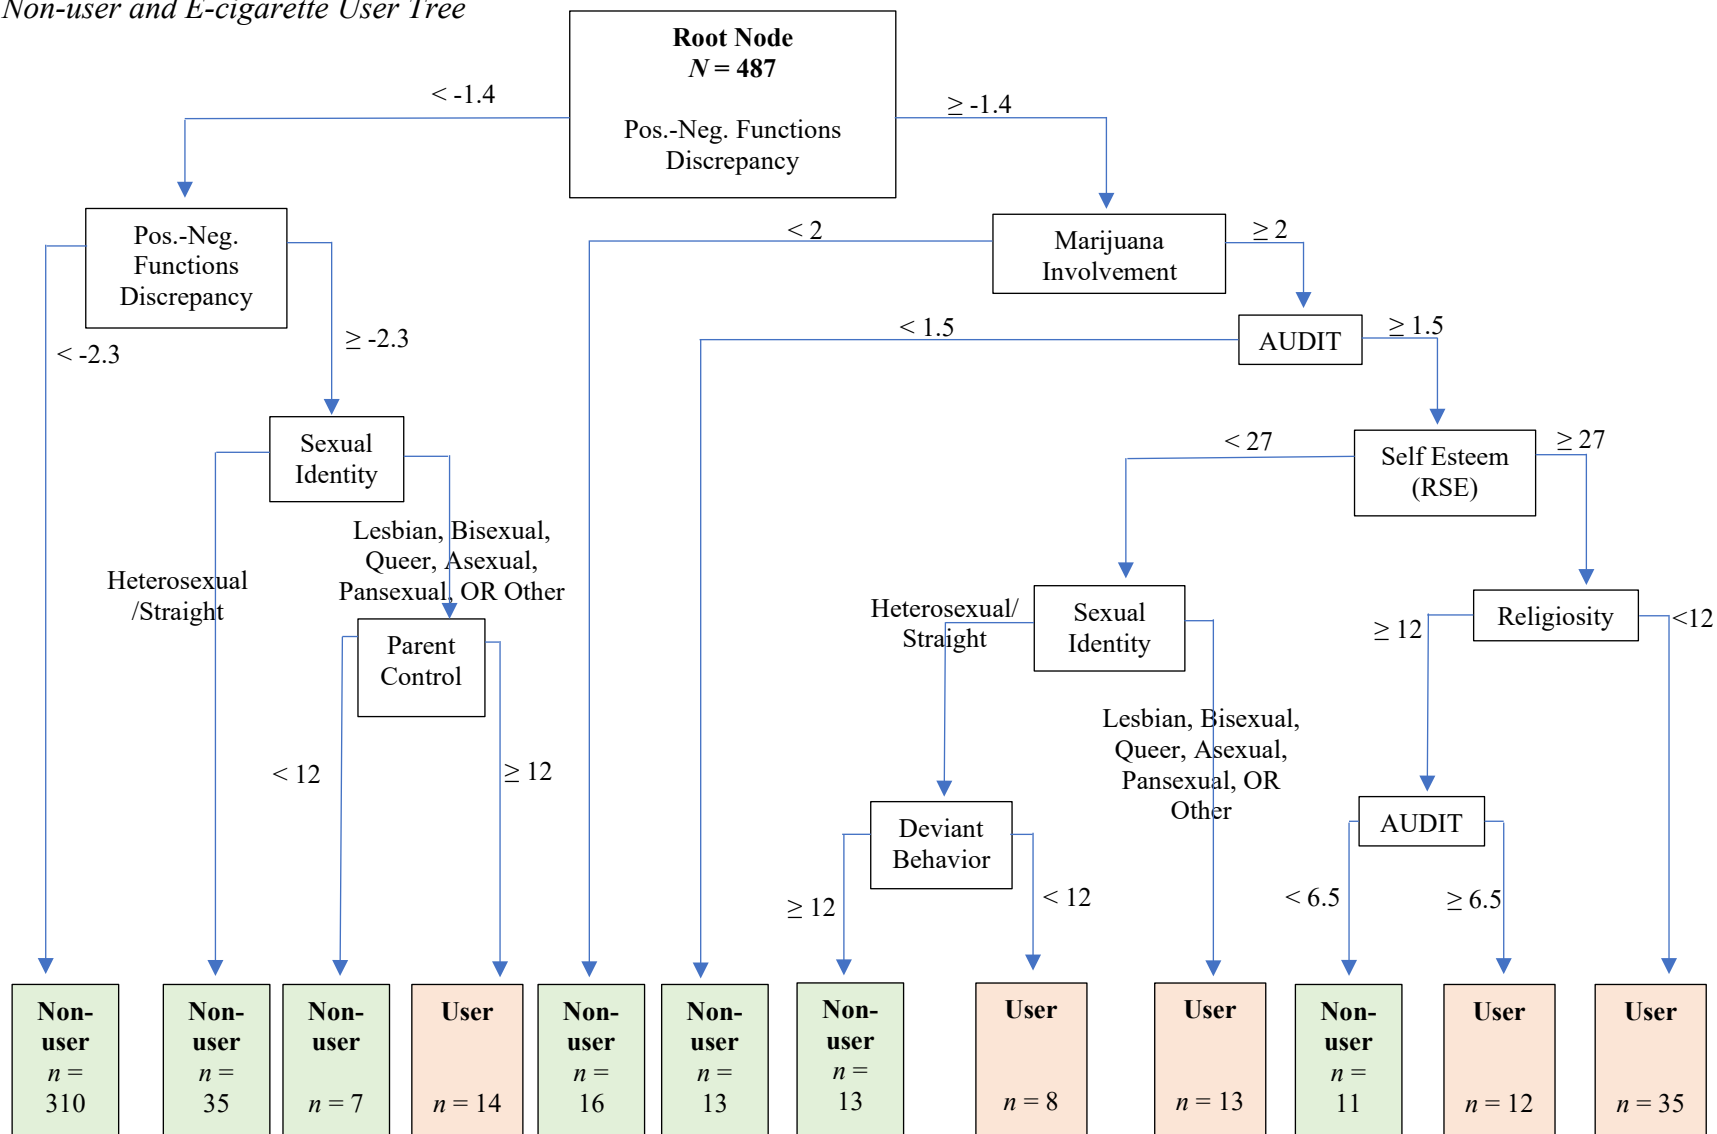 Non-user and E-cigarette User Tree
Root Node
N = 487
Pos.-Neg. Functions
Discrepancy
< -1.4
≥ -1.4
Pos.-Neg.
Functions
Discrepancy
< 2
Marijuana
Involvement
≥ 2
< -2.3
≥ -2.3
< 1.5
AUDIT
≥ 1.5
Sexual
Identity
< 27
Self Esteem
(RSE)
≥ 27
Heterosexual
/Straight
Lesbian, Bisexual,
Queer, Asexual,
Pansexual, OR Other
Parent
Control
Heterosexual/
Straight
Sexual
Identity
≥ 12
Religiosity
<12
Lesbian, Bisexual,
Queer, Asexual,
Pansexual, OR
Other
< 12
≥ 12
Deviant
Behavior
AUDIT
≥ 12
< 12
< 6.5
≥ 6.5
Non-
user
n =
310
Non-
user
n =
35
Non-
user
n = 7
User
n = 14
Non-
user
n =
16
Non-
user
n =
13
Non-
user
n =
13
User
n = 8
User
n = 13
Non-
user
n =
11
User
n = 12
User
n = 35